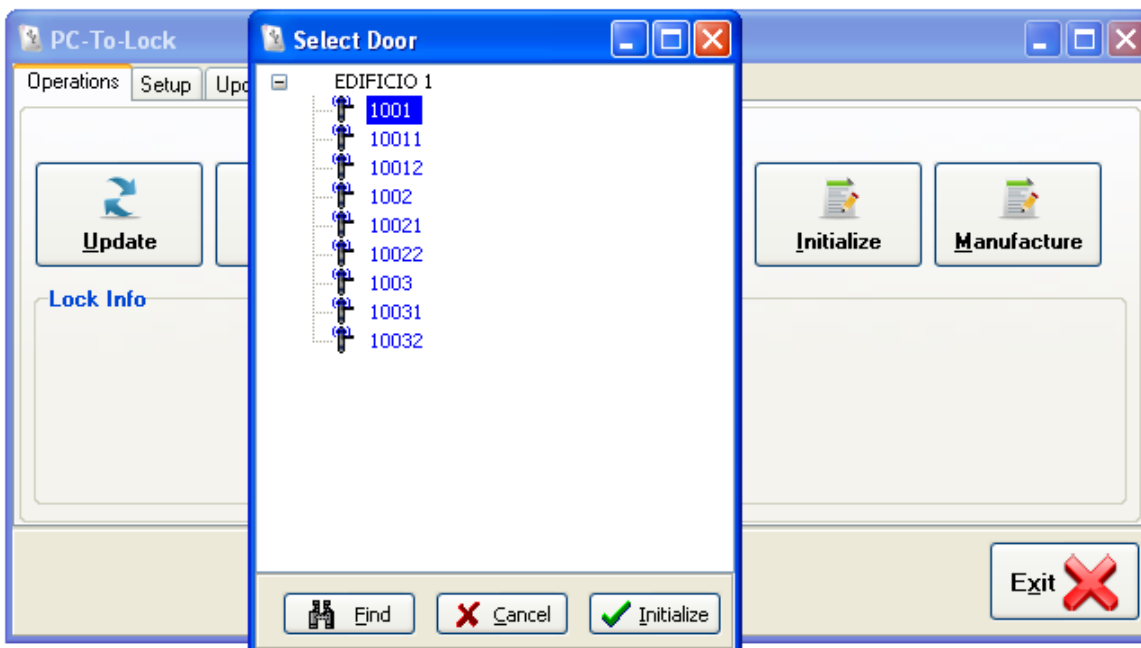 PC-To-Lock
Select Door
Operations Setup Upd
EDIFICIO 1
1001
10011
10012
1002
10021
10022
1003
10031
10032
Update
Initialize
Manufacture
Lock Info
Find
Cancel
Initialize
Exit